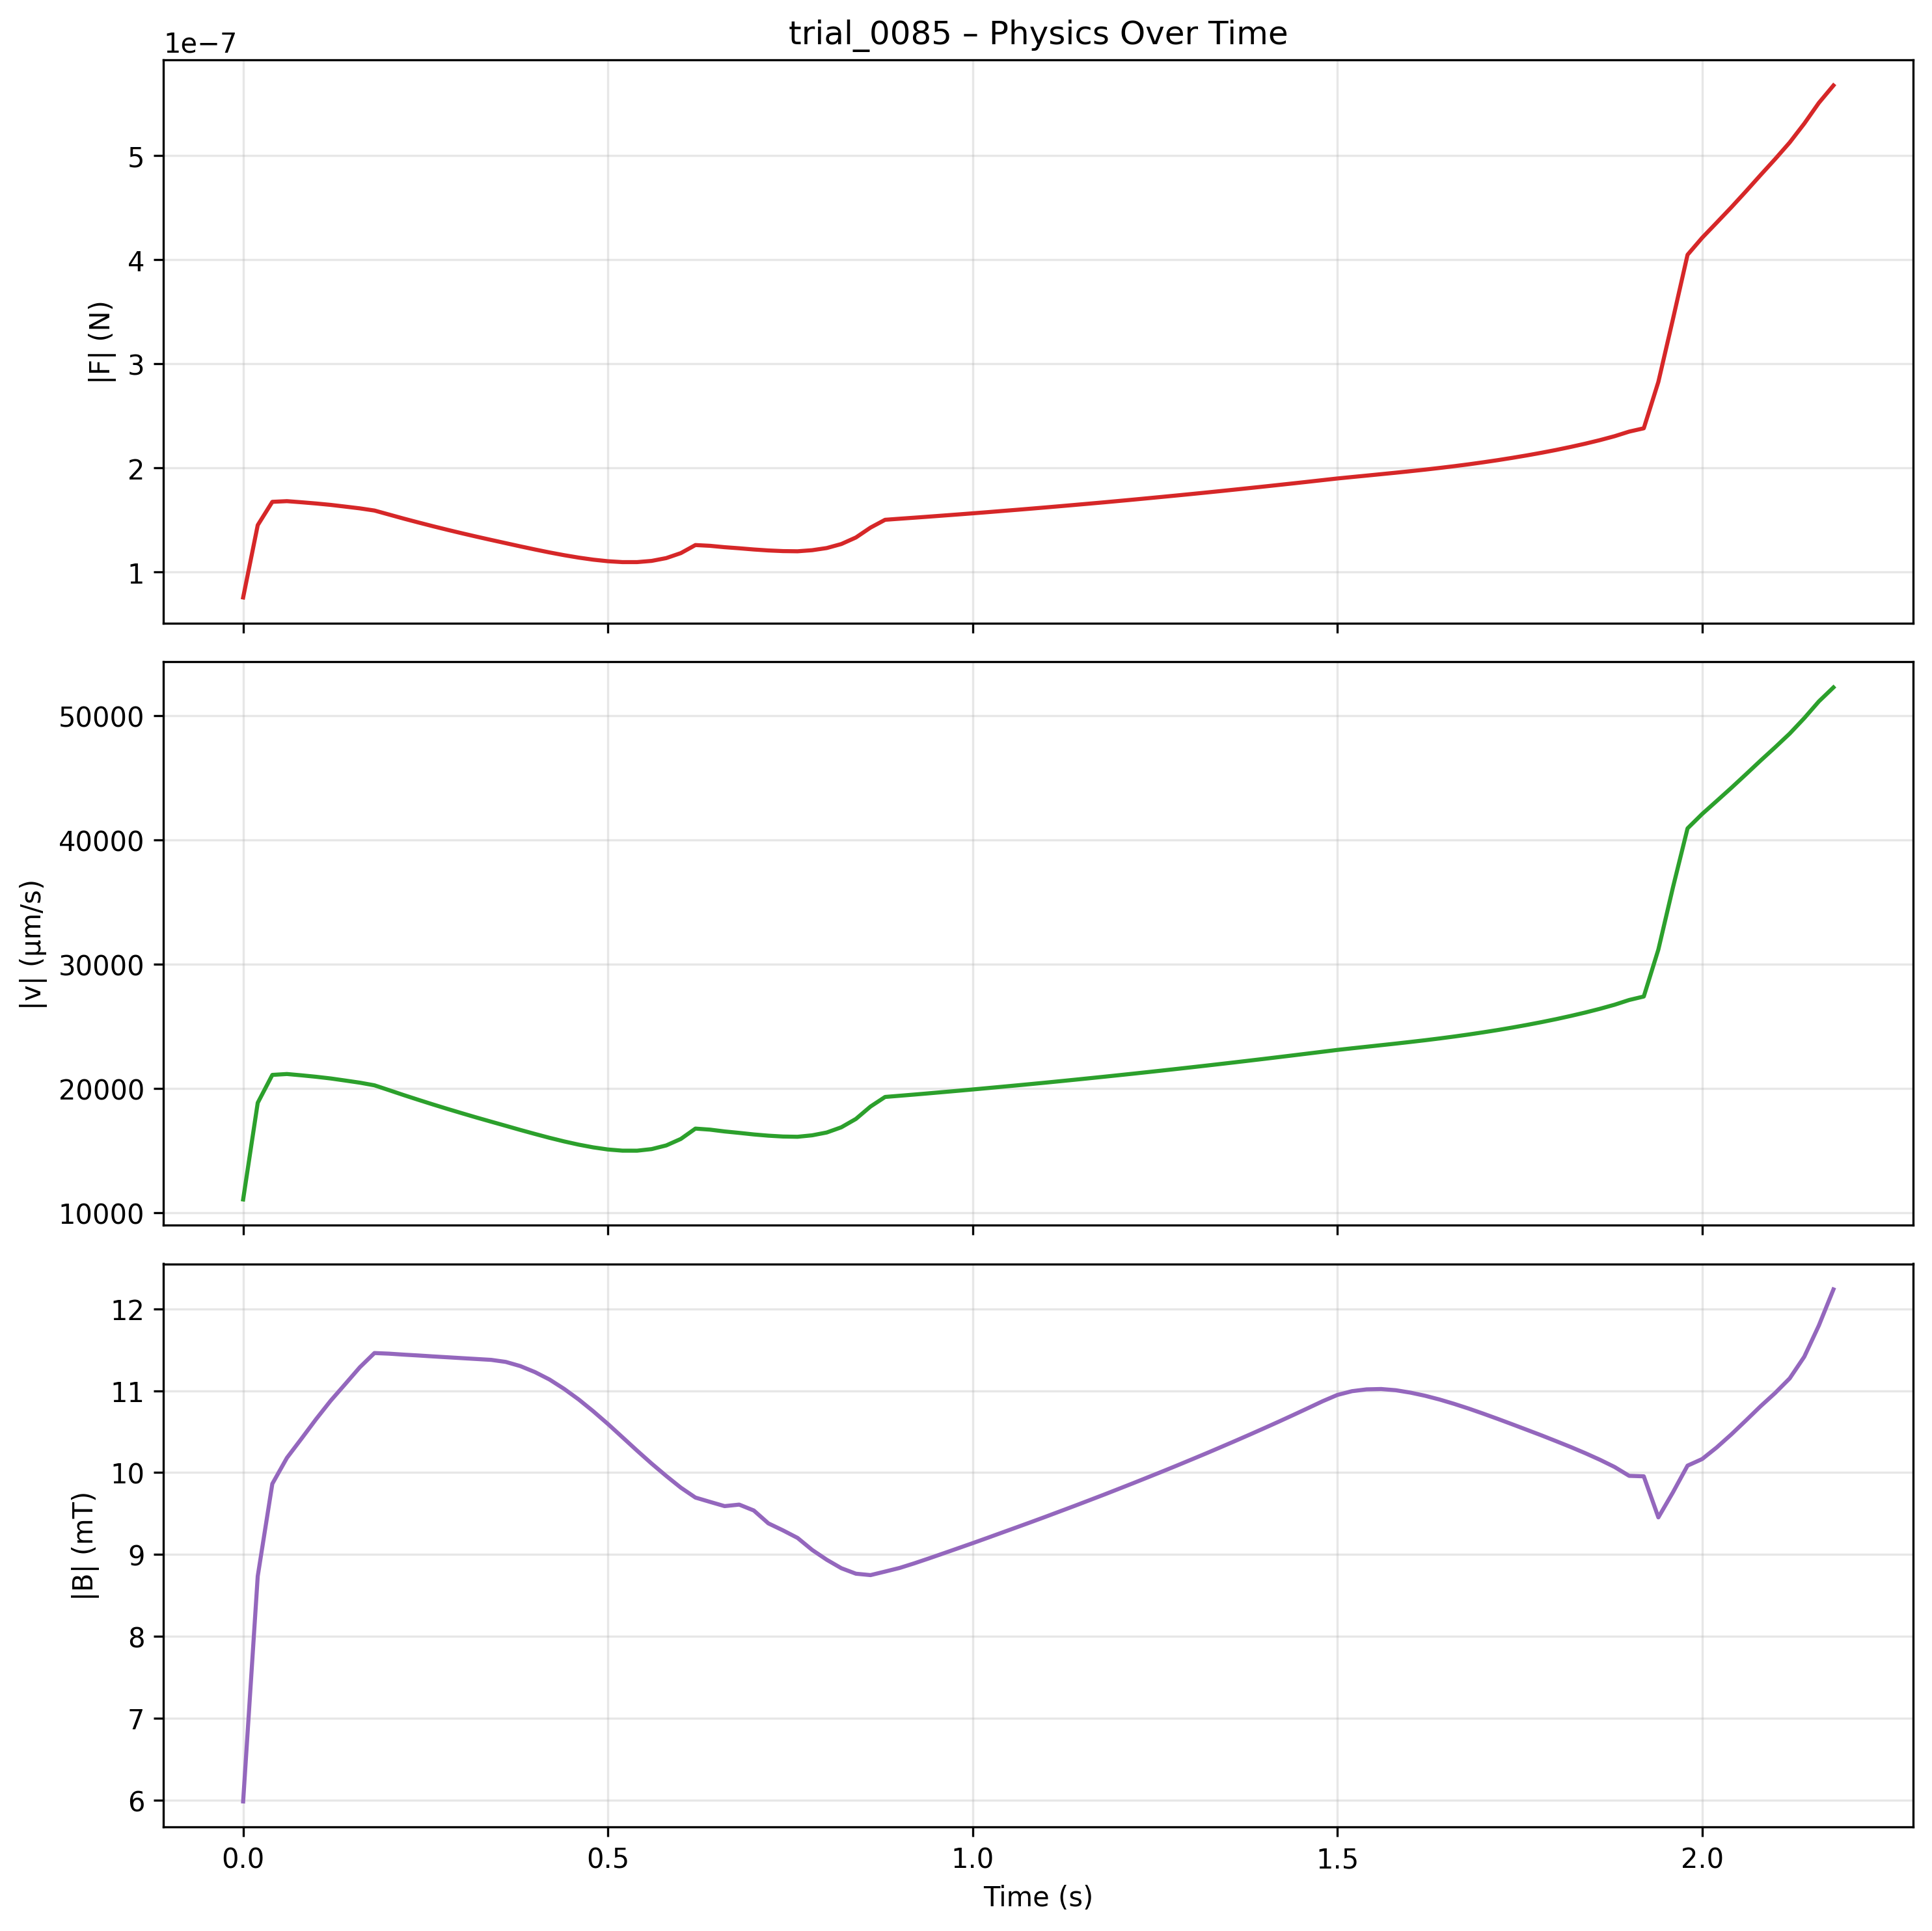 trial_0085 – Physics Over Time
1e−7
5
4
3
2
1
|F| (N)
50000
40000
30000
20000
10000
|v| (µm/s)
12
11
10
9
8
7
6
|B| (mT)
0.0 0.5 1.0 1.5 2.0
Time (s)